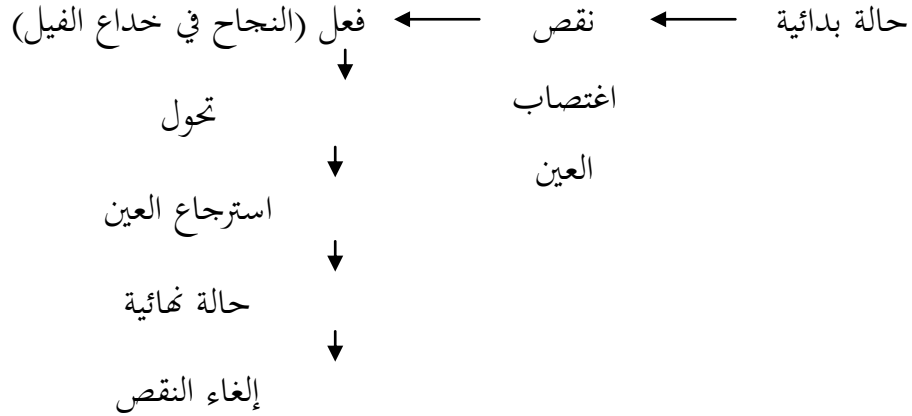 حالة بدائية ← نقص ← فعل (النجاح في خداع الفيل)
↓
اغتصاب
تحول
العين
↓
استرجاع العين
↓
حالة نهائية
↓
إلغاء النقص